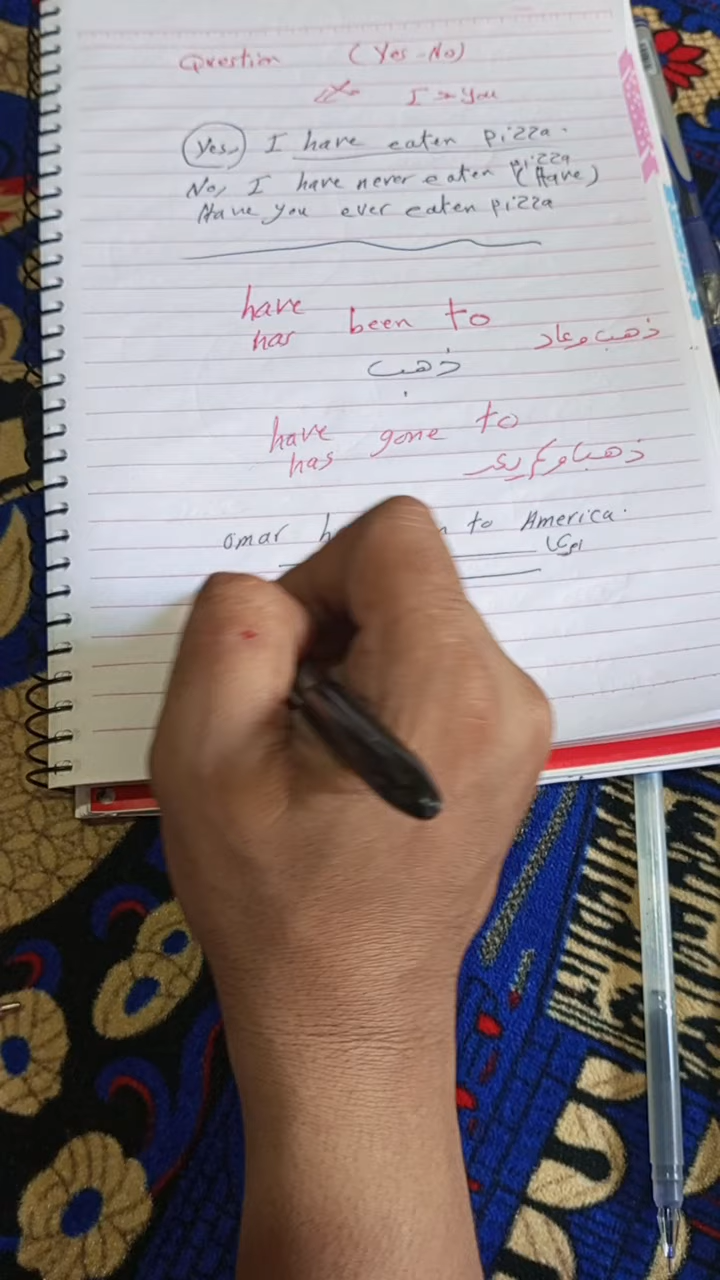 Question (Yes-No)
I → You
Yes, I have eaten pizza.
pizza
No, I have never eaten (Have)
Have you ever eaten pizza
have
has been to ذهب وعاد
ذهب
have
has gone to ذهب ولم يعد
omar to America.